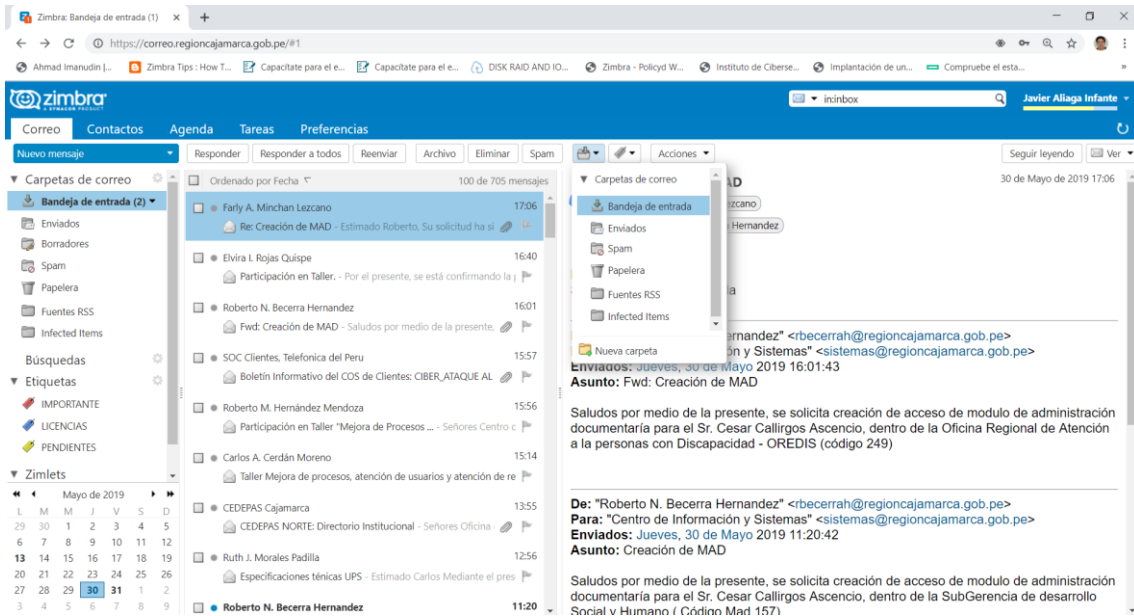 Zimbra: Bandeja de entrada (1)
https://correo.regioncajamarca.gob.pe/#1
Ahmad Imanudin |...
Zimbra Tips : How T...
Capacítate para el e...
Capacítate para el e...
DISK RAID AND IO...
Zimbra - Policyd W...
Instituto de Ciberse...
Implantación de un...
Compruebe el esta...
zimbra
A SYNACOR PRODUCT
in:inbox
Javier Aliaga Infante
Correo
Contactos
Agenda
Tareas
Preferencias
Nuevo mensaje
Responder
Responder a todos
Reenviar
Archivo
Eliminar
Spam
Acciones
Seguir leyendo
Ver
Carpetas de correo
Bandeja de entrada (2)
Enviados
Borradores
Spam
Papelera
Fuentes RSS
Infected Items
Búsquedas
Etiquetas
IMPORTANTE
LICENCIAS
PENDIENTES
Zimlets
Mayo de 2019
L M M J V S D
29 30 1 2 3 4 5
6 7 8 9 10 11 12
13 14 15 16 17 18 19
20 21 22 23 24 25 26
27 28 29 30 31 1 2
3 4 5 6 7 8 9
Ordenado por Fecha
100 de 705 mensajes
Farly A. Minchan Lezcano 17:06
Re: Creación de MAD - Estimado Roberto, Su solicitud ha si
Elvira I. Rojas Quispe 16:40
Participación en Taller. - Por el presente, se está confirmando la
Roberto N. Becerra Hernandez 16:01
Fwd: Creación de MAD - Saludos por medio de la presente,
SOC Clientes, Telefonica del Peru 15:57
Boletín Informativo del COS de Clientes: CIBER_ATAQUE AL
Roberto M. Hernández Mendoza 15:56
Participación en Taller "Mejora de Procesos ... - Señores Centro c
Carlos A. Cerdán Moreno 15:14
Taller Mejora de procesos, atención de usuarios y atención de re
CEDEPAS Cajamarca 13:55
CEDEPAS NORTE: Directorio Institucional - Señores Oficina
Ruth J. Morales Padilla 12:56
Especificaciones ténicas UPS - Estimado Carlos Mediante el pres
Roberto N. Becerra Hernandez 11:20
Carpetas de correo
Bandeja de entrada
Enviados
Spam
Papelera
Fuentes RSS
Infected Items
Nueva carpeta
AD
30 de Mayo de 2019 17:06
ezcano
Hernandez
a
ernandez" <rbecerrah@regioncajamarca.gob.pe>
ón y Sistemas" <sistemas@regioncajamarca.gob.pe>
Enviados: Jueves, 30 de Mayo 2019 16:01:43
Asunto: Fwd: Creación de MAD
Saludos por medio de la presente, se solicita creación de acceso de modulo de administración
documentaría para el Sr. Cesar Callirgos Ascencio, dentro de la Oficina Regional de Atención
a la personas con Discapacidad - OREDIS (código 249)
De: "Roberto N. Becerra Hernandez" <rbecerrah@regioncajamarca.gob.pe>
Para: "Centro de Información y Sistemas" <sistemas@regioncajamarca.gob.pe>
Enviados: Jueves, 30 de Mayo 2019 11:20:42
Asunto: Creación de MAD
Saludos por medio de la presente, se solicita creación de acceso de modulo de administración
documentaría para el Sr. Cesar Callirgos Ascencio, dentro de la SubGerencia de desarrollo
Social y Humano ( Código Mad 157)